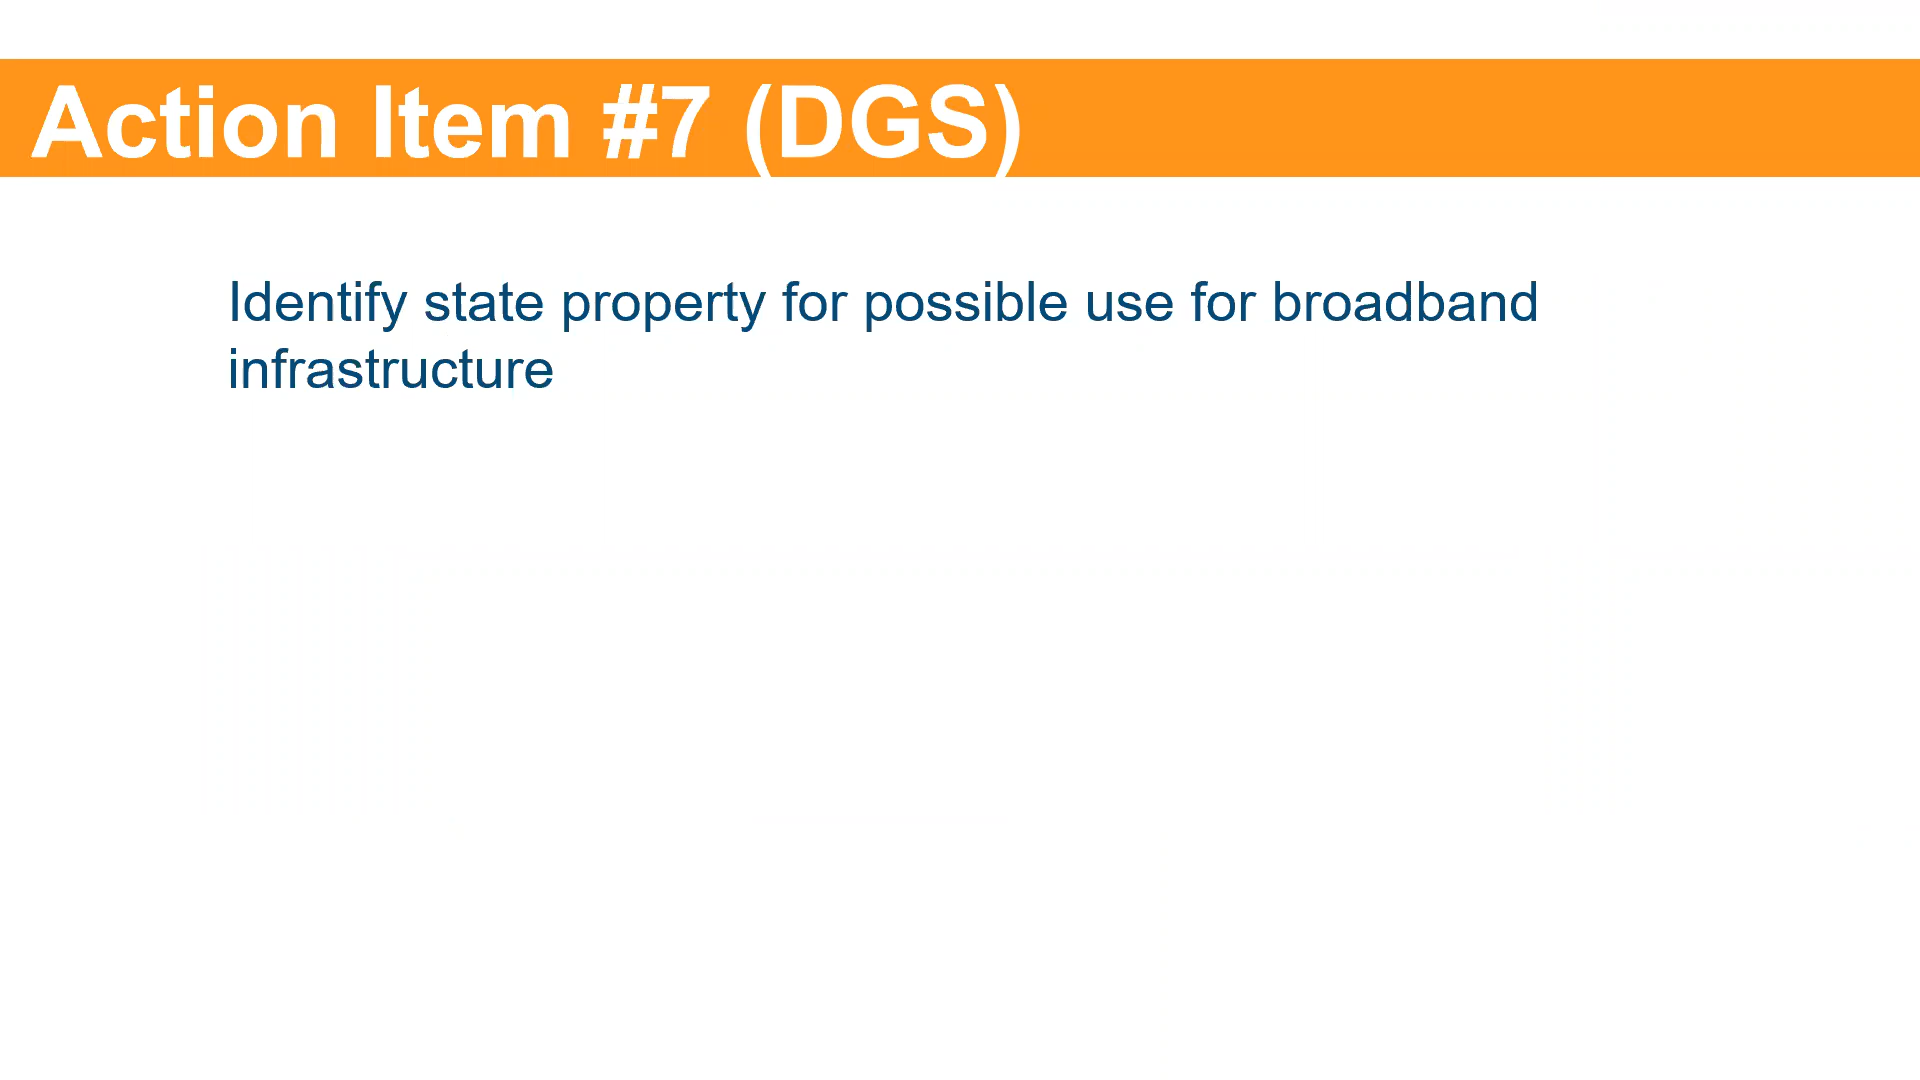 Action Item #7 (DGS)
Identify state property for possible use for broadband
infrastructure